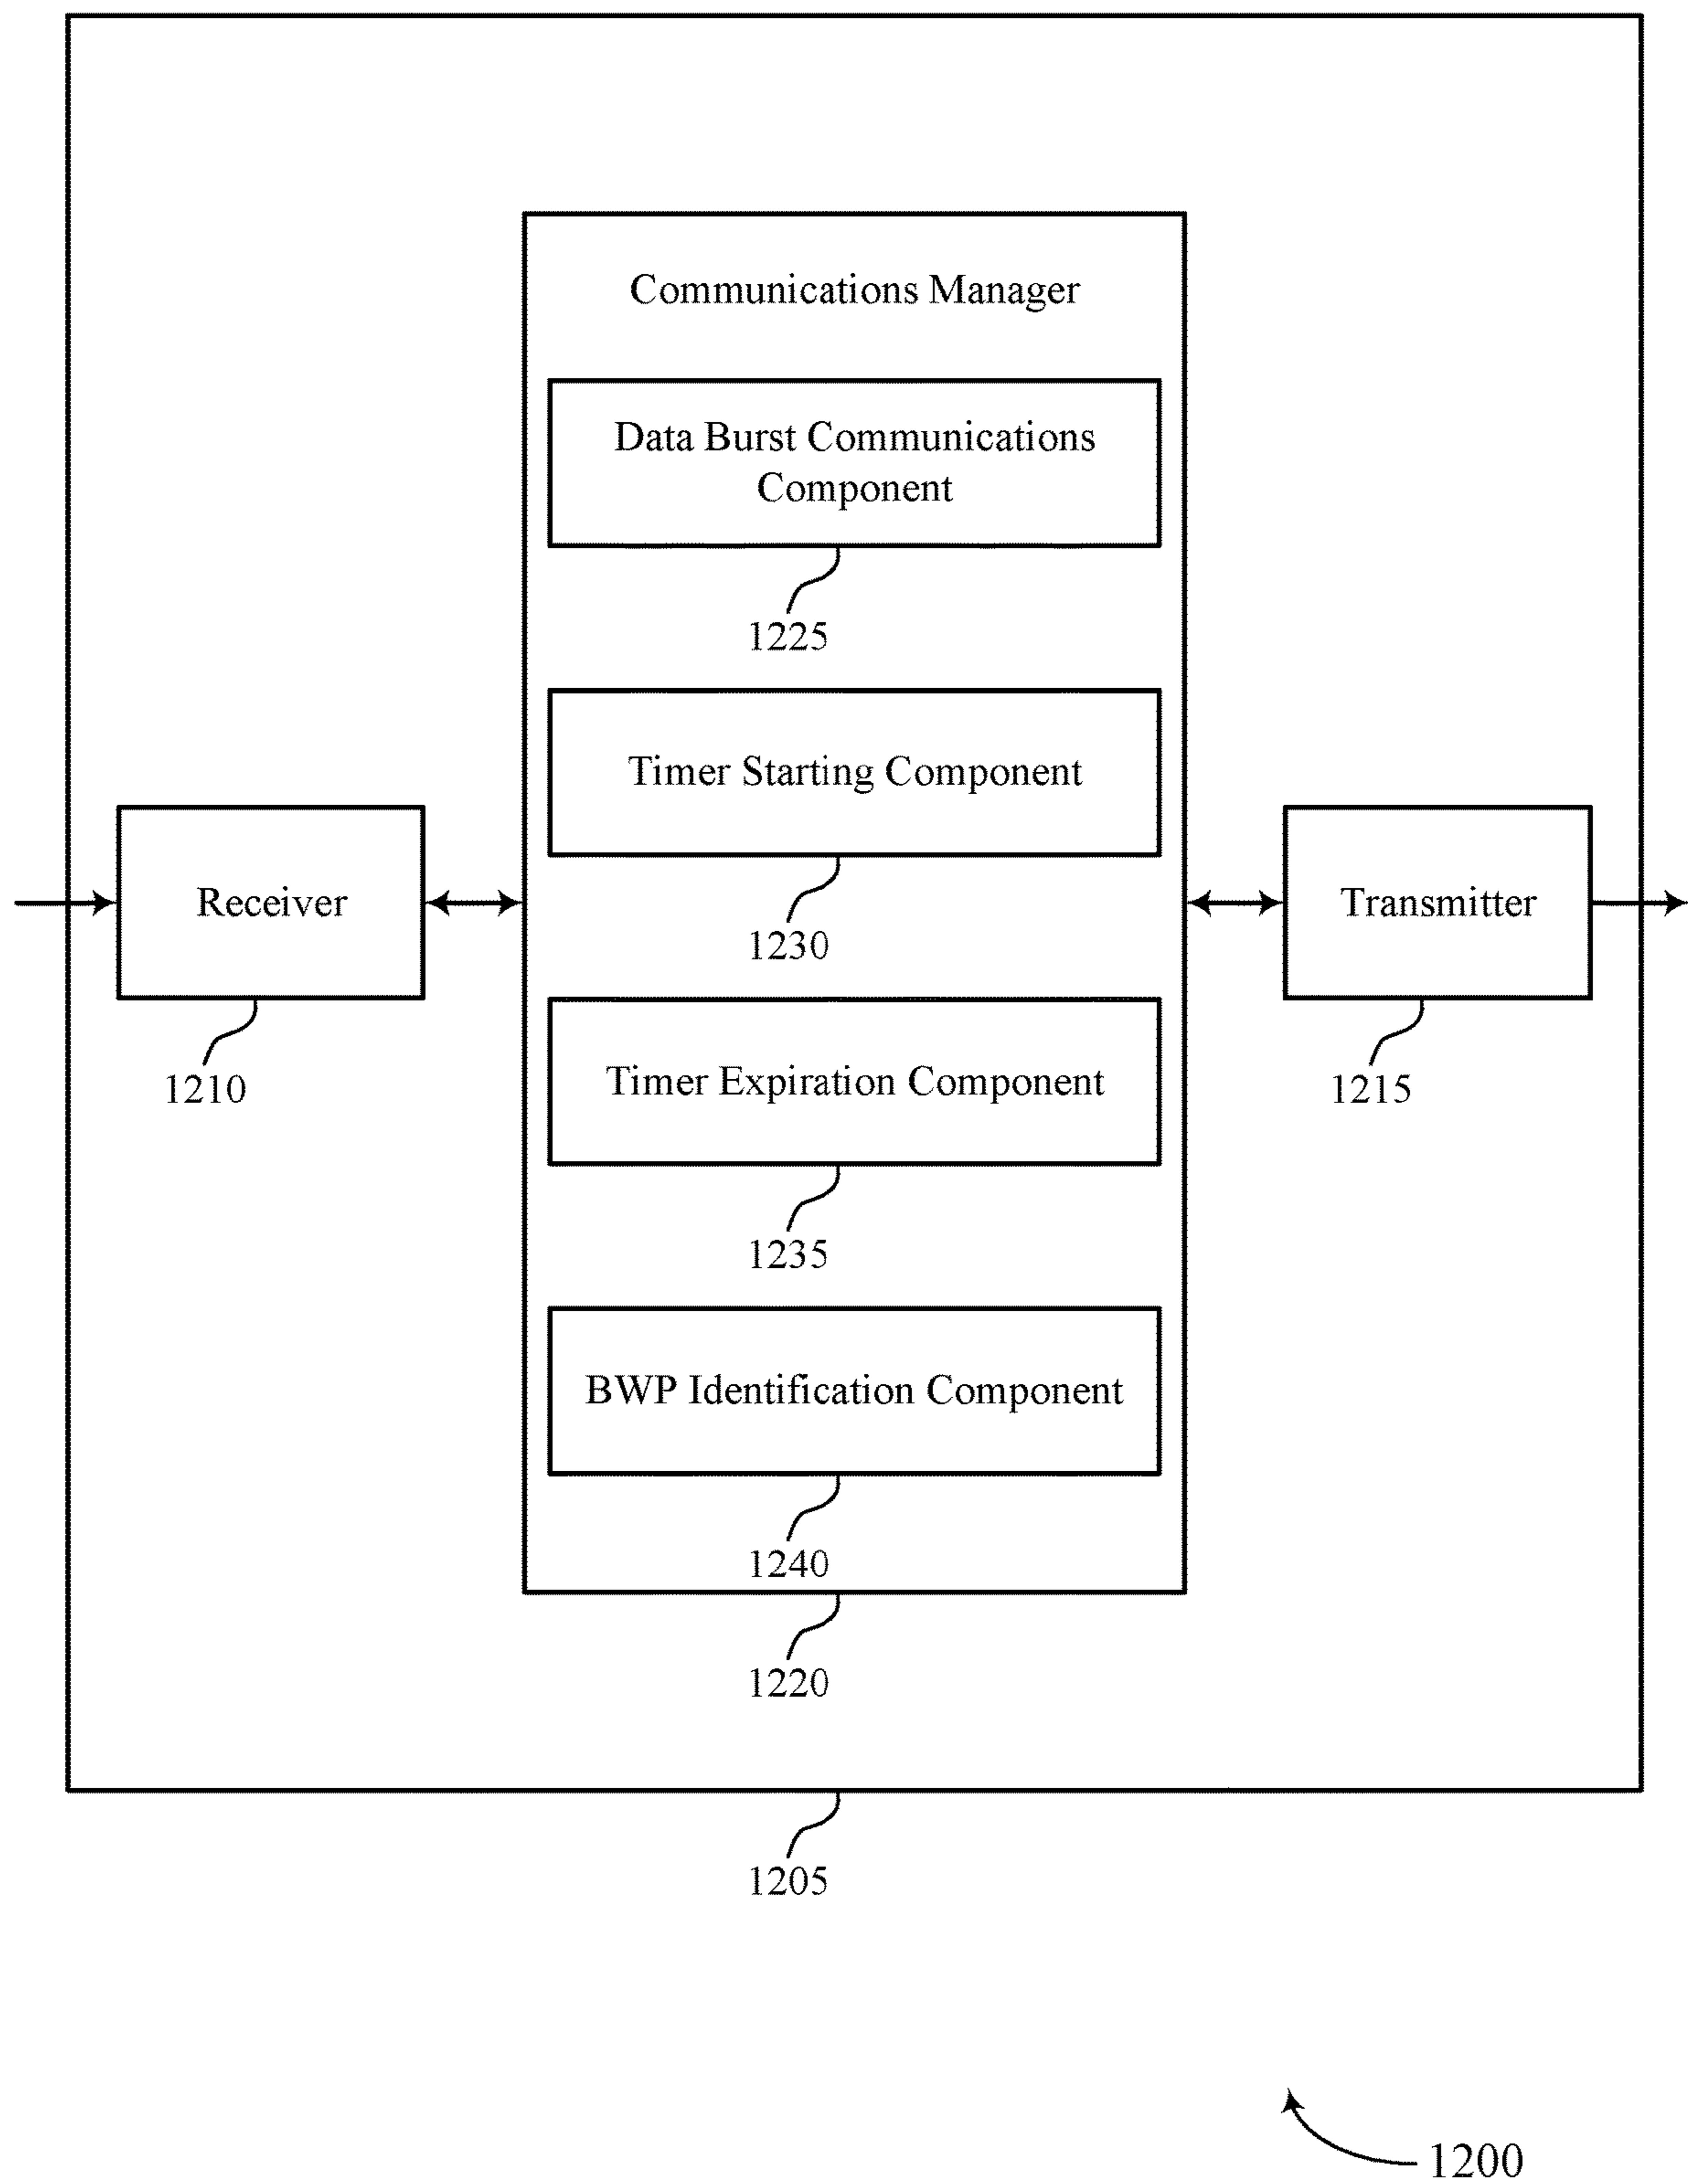 Communications Manager
Data Burst Communications
Component
1225
Timer Starting Component
1230
Receiver
1210
Transmitter
1215
Timer Expiration Component
1235
BWP Identification Component
1240
1220
1205
1200